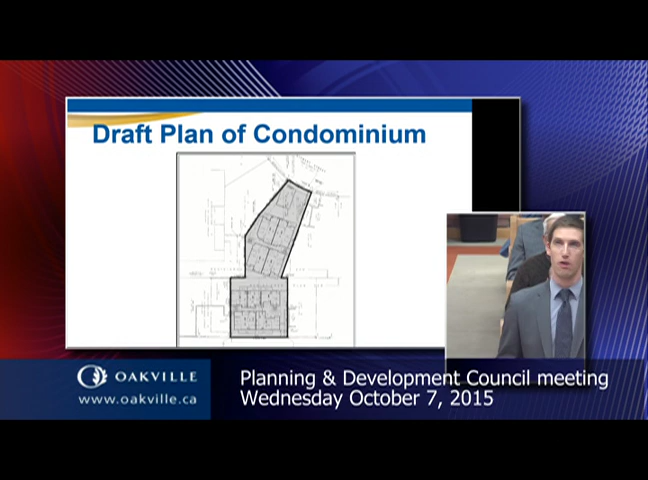 Draft Plan of Condominium
OAKVILLE
www.oakville.ca
Planning & Development Council meeting
Wednesday October 7, 2015